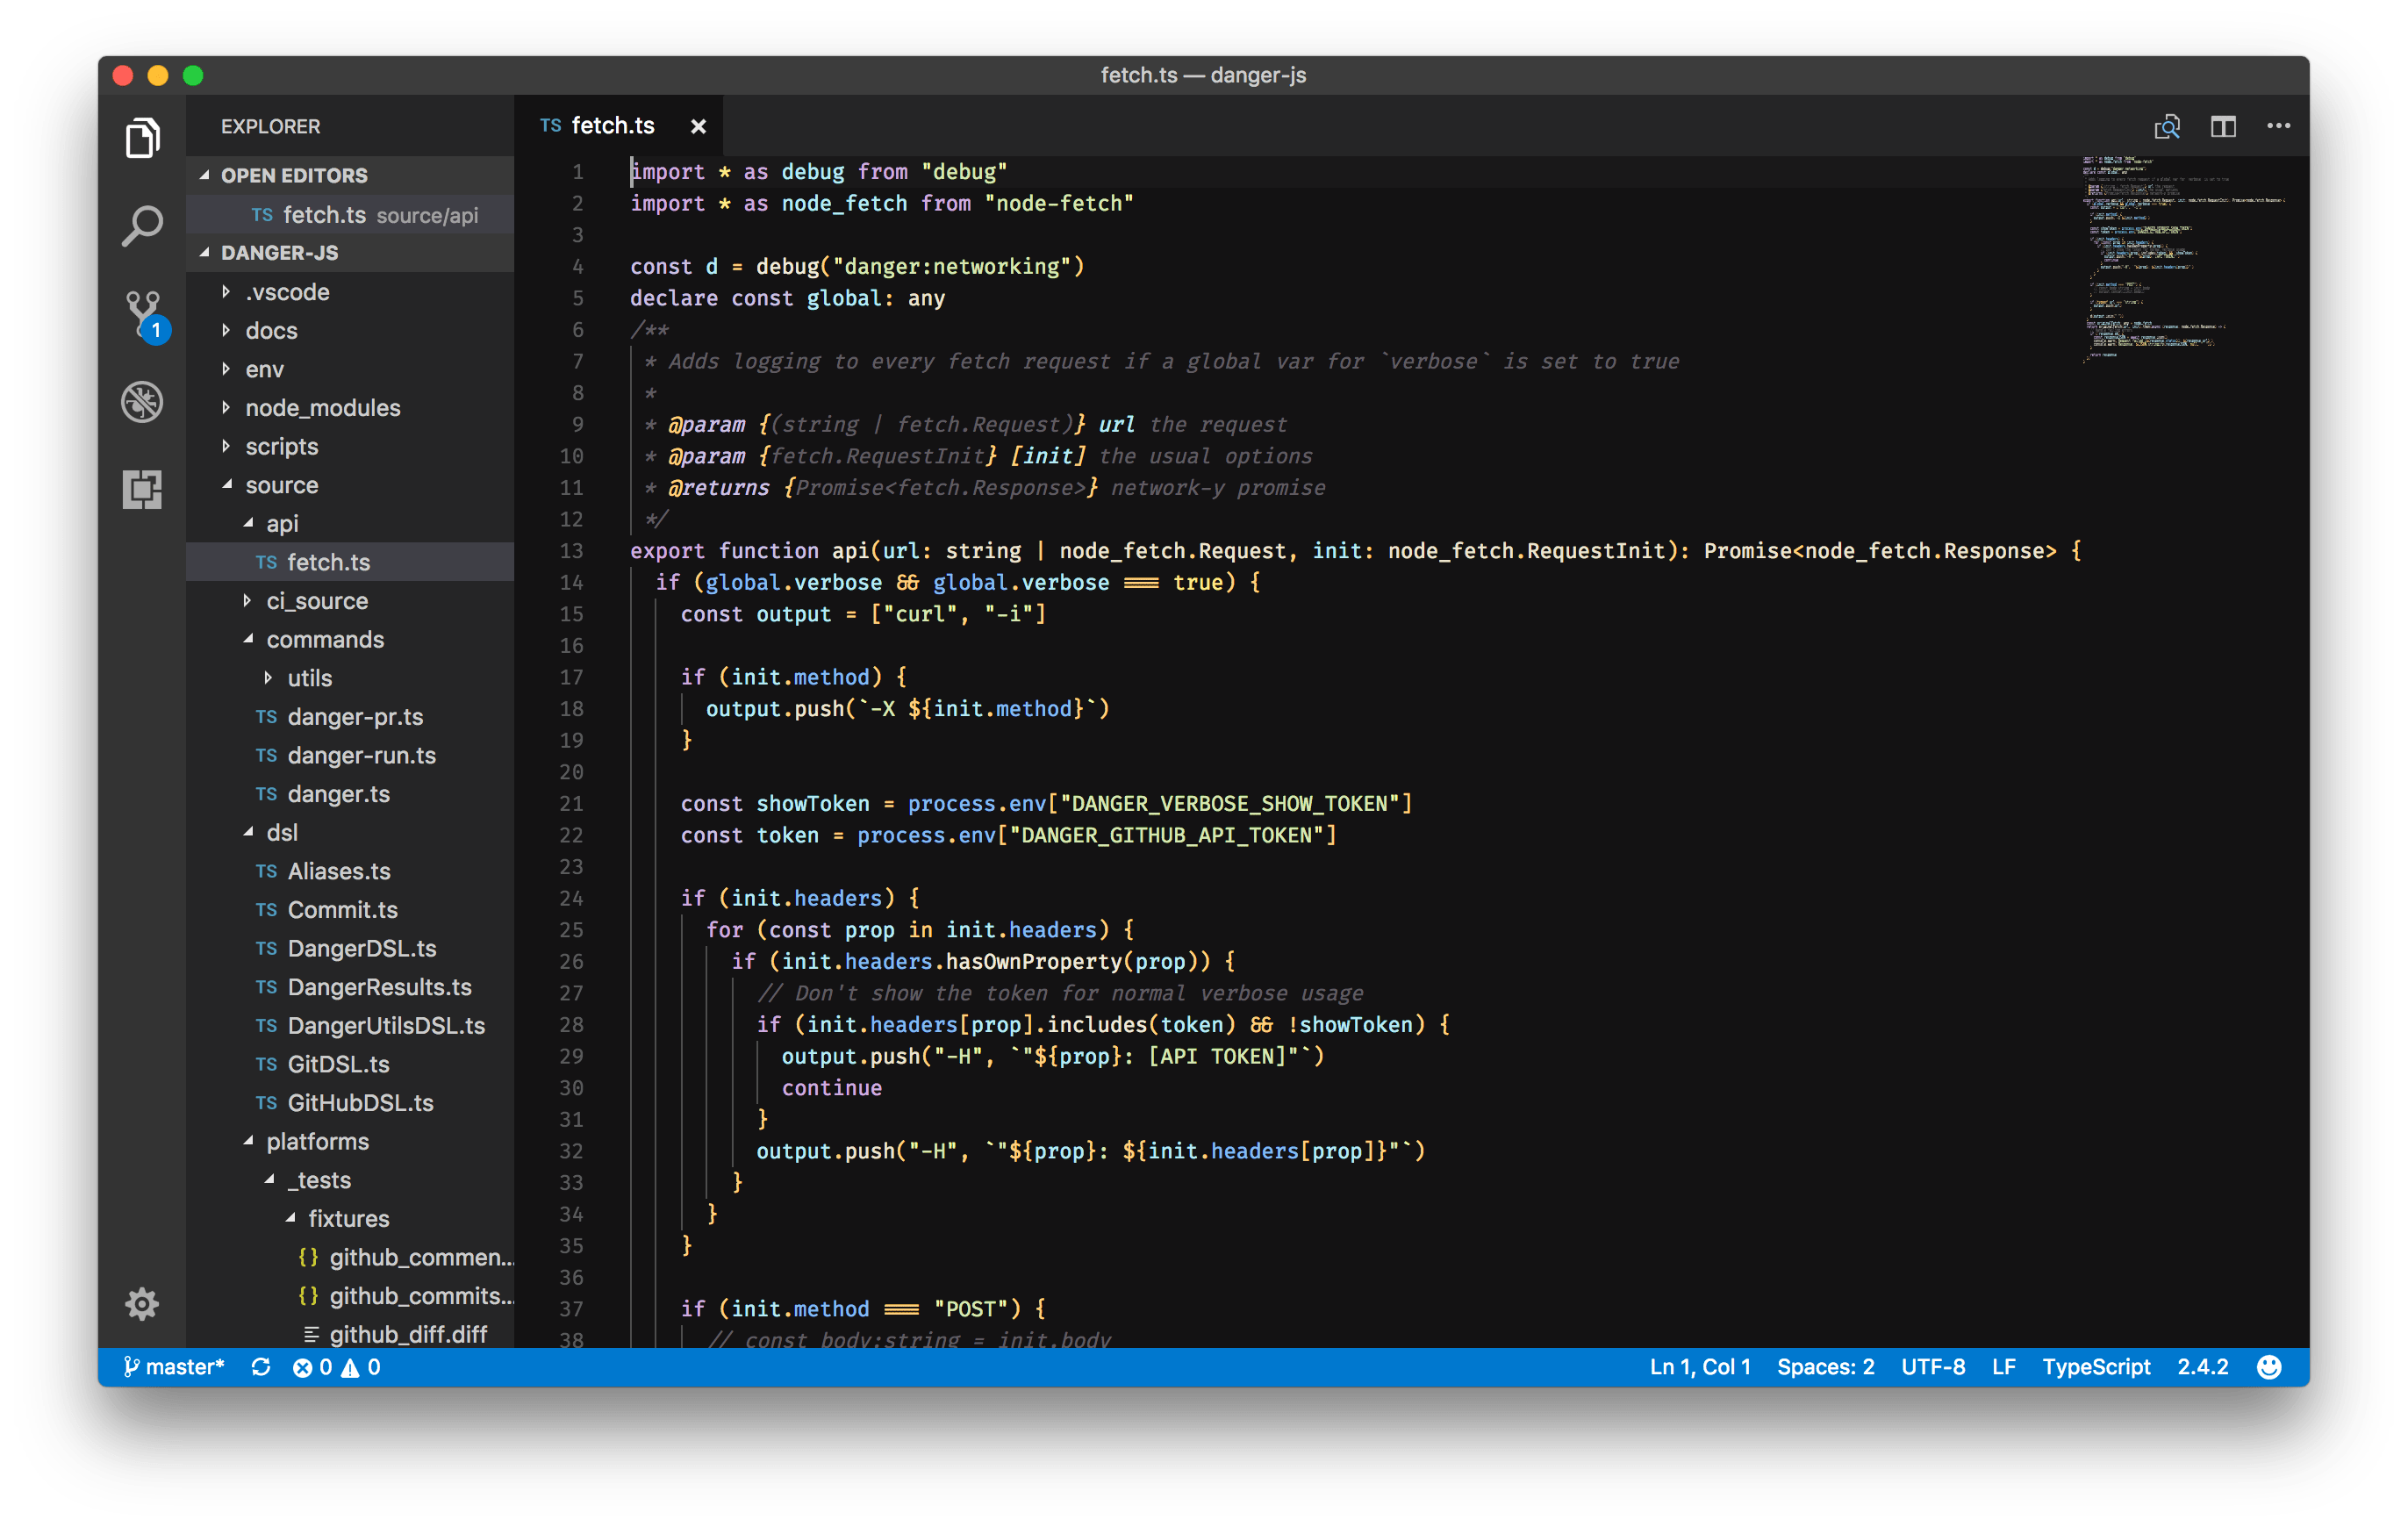 fetch.ts — danger-js
EXPLORER
OPEN EDITORS
TS fetch.ts source/api
DANGER-JS
.vscode
docs
env
node_modules
scripts
source
api
TS fetch.ts
ci_source
commands
utils
TS danger-pr.ts
TS danger-run.ts
TS danger.ts
dsl
TS Aliases.ts
TS Commit.ts
TS DangerDSL.ts
TS DangerResults.ts
TS DangerUtilsDSL.ts
TS GitDSL.ts
TS GitHubDSL.ts
platforms
_tests
fixtures
{} github_commen...
{} github_commits...
github_diff.diff
1
TS fetch.ts ×
1 import * as debug from "debug"
2 import * as node_fetch from "node-fetch"
3
4 const d = debug("danger:networking")
5 declare const global: any
6 /**
7 * Adds logging to every fetch request if a global var for `verbose` is set to true
8 *
9 * @param {(string | fetch.Request)} url the request
10 * @param {fetch.RequestInit} [init] the usual options
11 * @returns {Promise<fetch.Response>} network-y promise
12 */
13 export function api(url: string | node_fetch.Request, init: node_fetch.RequestInit): Promise<node_fetch.Response> {
14 if (global.verbose && global.verbose === true) {
15 const output = ["curl", "-i"]
16
17 if (init.method) {
18 output.push(`-X ${init.method}`)
19 }
20
21 const showToken = process.env["DANGER_VERBOSE_SHOW_TOKEN"]
22 const token = process.env["DANGER_GITHUB_API_TOKEN"]
23
24 if (init.headers) {
25 for (const prop in init.headers) {
26 if (init.headers.hasOwnProperty(prop)) {
27 // Don't show the token for normal verbose usage
28 if (init.headers[prop].includes(token) && !showToken) {
29 output.push("-H", `"${prop}: [API TOKEN]"`)
30 continue
31 }
32 output.push("-H", `"${prop}: ${init.headers[prop]}"`)
33 }
34 }
35 }
36
37 if (init.method === "POST") {
38 // const body:string = init.body
master* 0 0
Ln 1, Col 1 Spaces: 2 UTF-8 LF TypeScript 2.4.2